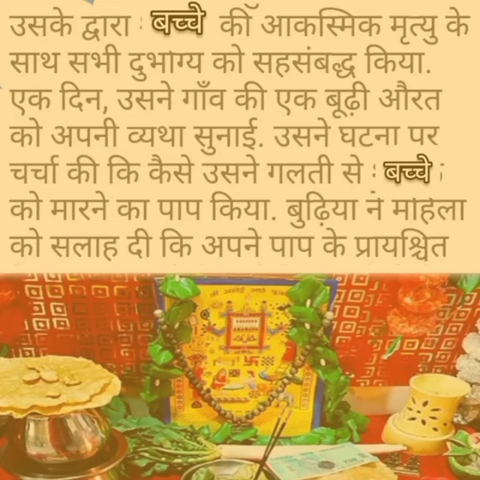 उसके द्वारा बच्चे की आकस्मिक मृत्यु के
साथ सभी दुर्भाग्य को सहसंबद्ध किया.
एक दिन, उसने गाँव की एक बूढ़ी औरत
को अपनी व्यथा सुनाई. उसने घटना पर
चर्चा की कि कैसे उसने गलती से बच्चे
को मारने का पाप किया. बुढ़िया ने महिला
को सलाह दी कि अपने पाप के प्रायश्चित